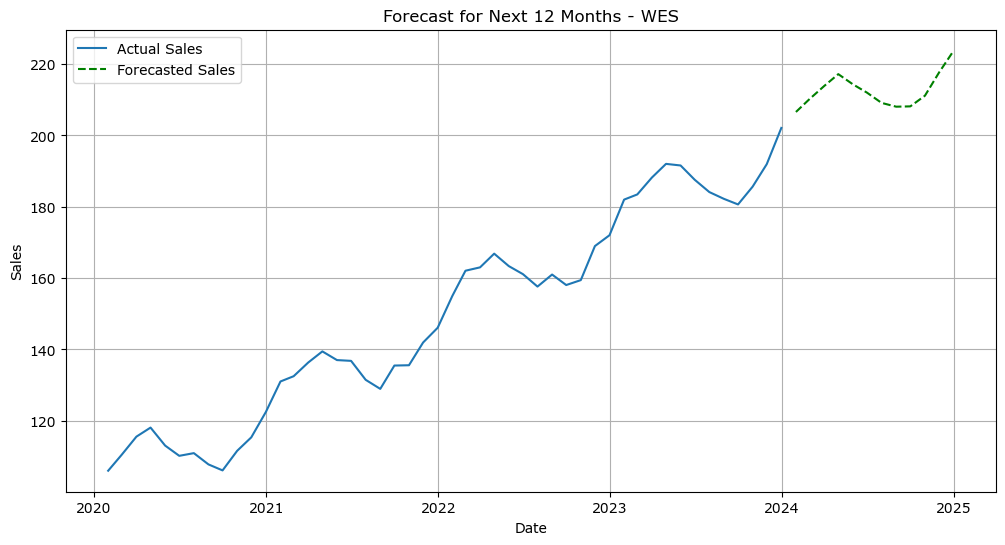 Forecast for Next 12 Months - WES
Actual Sales
Forecasted Sales
220
200
180
160
140
120
Sales
2020 2021 2022 2023 2024 2025
Date